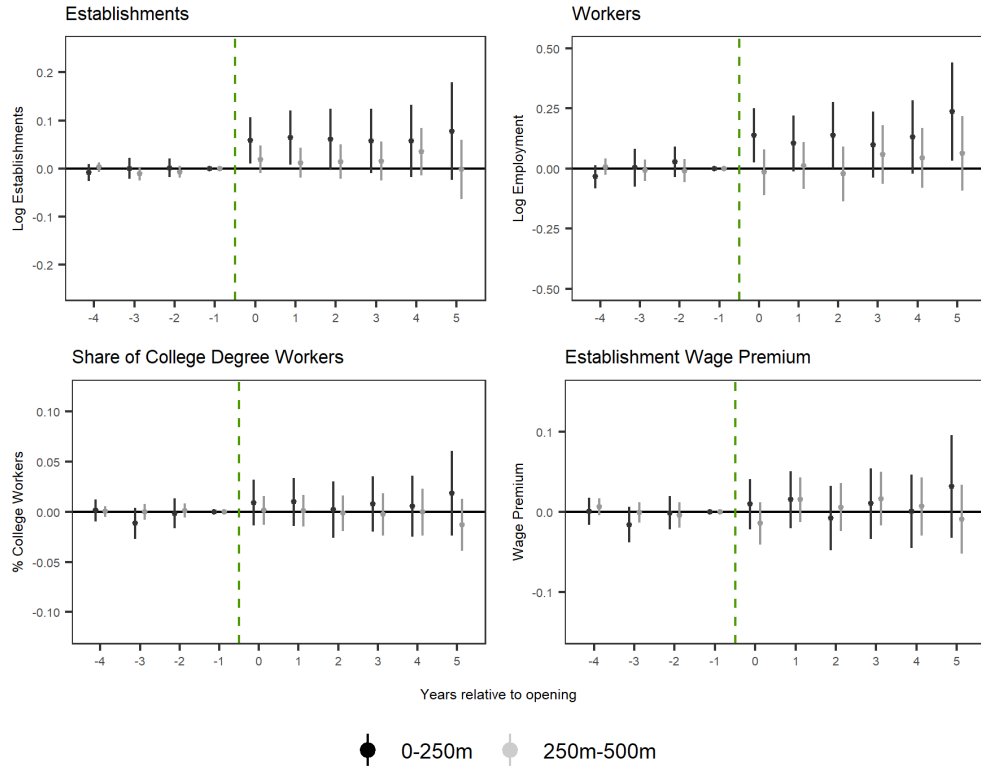 Establishments
Workers
Log Establishments
0.2
0.1
0.0
-0.1
-0.2
-4 -3 -2 -1 0 1 2 3 4 5
Log Employment
0.50
0.25
0.00
-0.25
-0.50
-4 -3 -2 -1 0 1 2 3 4 5
Share of College Degree Workers
Establishment Wage Premium
% College Workers
0.10
0.05
0.00
-0.05
-0.10
-4 -3 -2 -1 0 1 2 3 4 5
Wage Premium
0.1
0.0
-0.1
-4 -3 -2 -1 0 1 2 3 4 5
Years relative to opening
0-250m 250m-500m